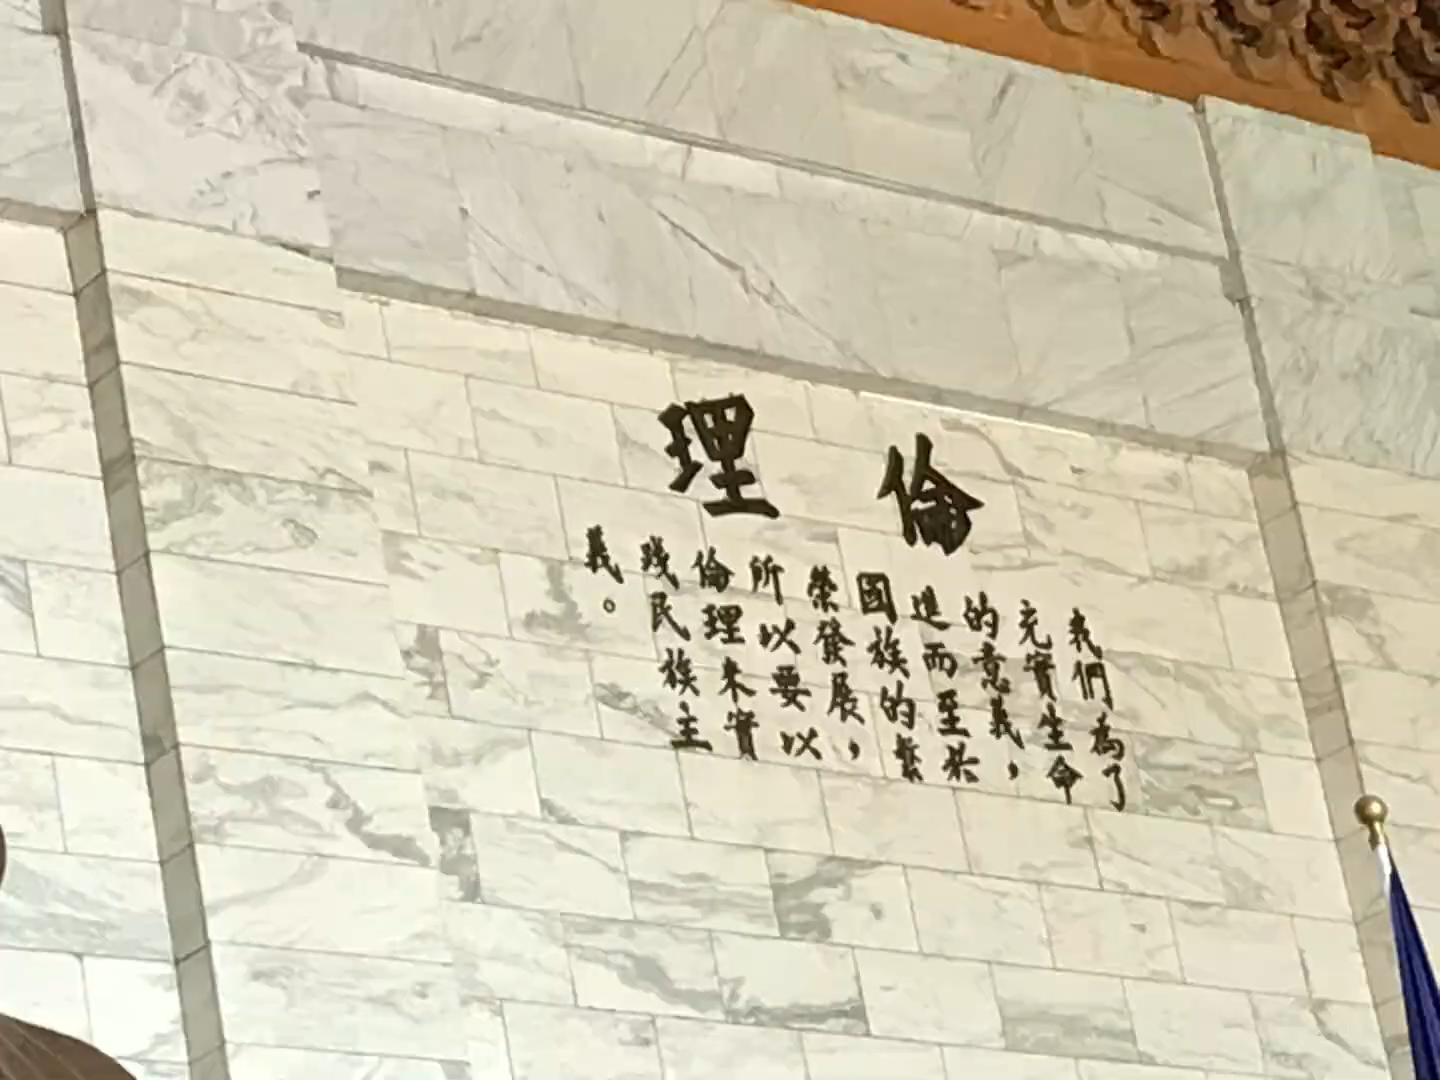 倫理
我們為了
充實生命
的意義，
進而至於
國族的繁
榮發展，
所以要以
倫理來實
踐民族主
義。